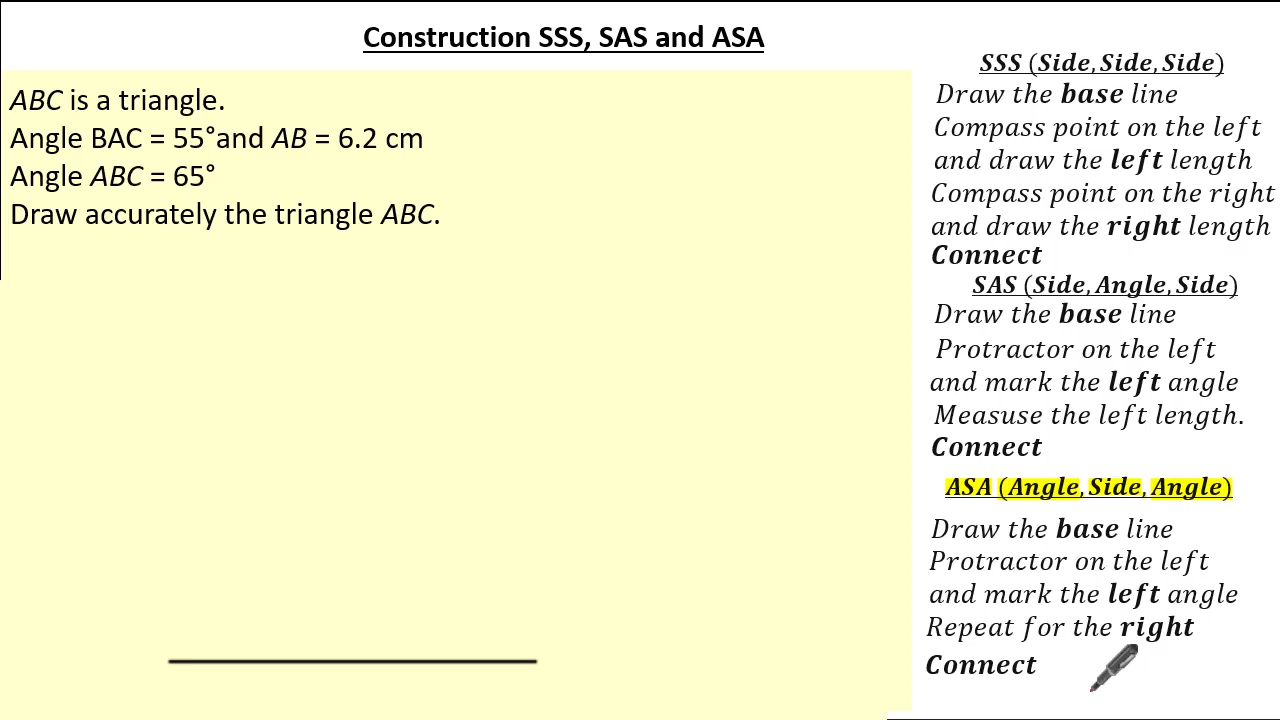 Construction SSS, SAS and ASA
ABC is a triangle.
Angle BAC = 55°and AB = 6.2 cm
Angle ABC = 65°
Draw accurately the triangle ABC.
SSS (Side, Side, Side)
Draw the base line
Compass point on the left
and draw the left length
Compass point on the right
and draw the right length
Connect
SAS (Side, Angle, Side)
Draw the base line
Protractor on the left
and mark the left angle
Measuse the left length.
Connect
ASA (Angle, Side, Angle)
Draw the base line
Protractor on the left
and mark the left angle
Repeat for the right
Connect